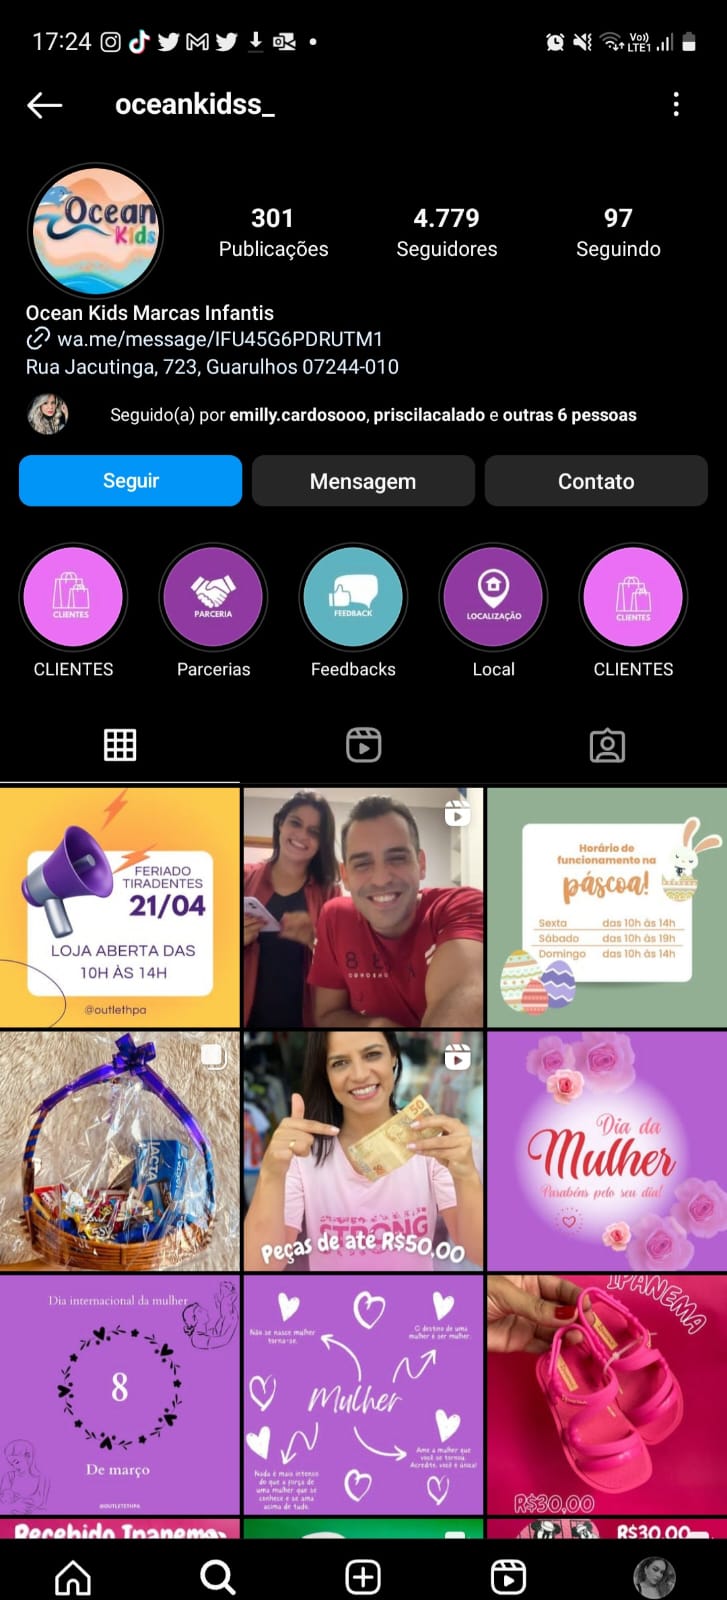 17:24
Vo))
LTE1
oceankidss_
Ocean
Kids
301
Publicações
4.779
Seguidores
97
Seguindo
Ocean Kids Marcas Infantis
wa.me/message/IFU45G6PDRUTM1
Rua Jacutinga, 723, Guarulhos 07244-010
Seguido(a) por emilly.cardosooo, priscilacalado e outras 6 pessoas
Seguir
Mensagem
Contato
CLIENTES
PARCERIA
FEEDBACK
LOCALIZAÇÃO
CLIENTES
CLIENTES
Parcerias
Feedbacks
Local
CLIENTES
FERIADO
TIRADENTES
21/04
LOJA ABERTA DAS
10H ÀS 14H
@outlethpa
Horário de
funcionamento na
páscoa!
Sexta das 10h às 14h
Sábado das 10h às 19h
Domingo das 10h às 14h
LACTA
50
STRONG
Peças de até R$50,00
Dia da
Mulher
Parabéns pelo seu dia!
Dia internacional da mulher
8
De março
@OUTLETHPA
Não se nasce mulher
torna-se.
O destino de uma
mulher é ser mulher.
Mulher
Ame a mulher que
você se tornou.
Acredite, você é única!
Nada é mais intenso
do que a força de
uma mulher que se
conhece e se ama
acima de tudo.
IPANEMA
R$30,00
Recebido Ipanema
R$30,00